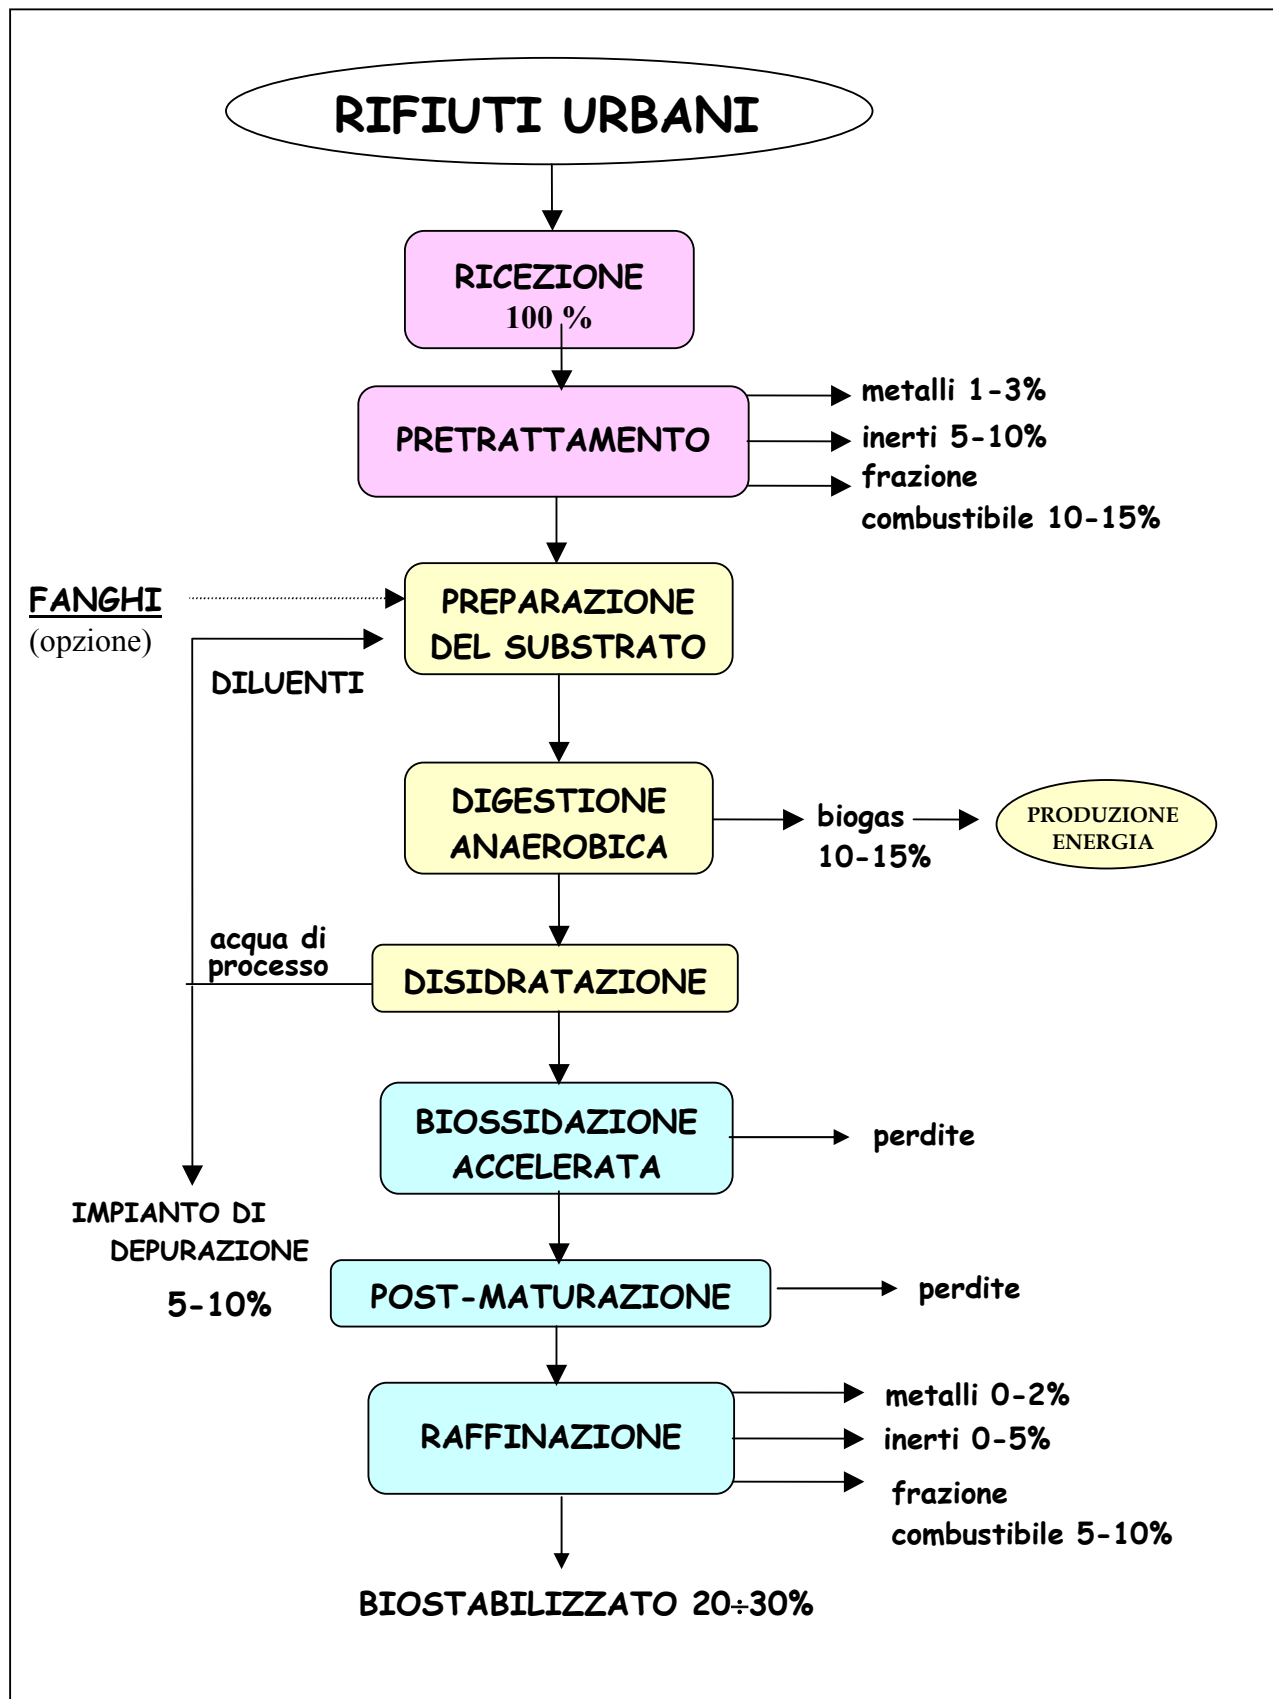 RIFIUTI URBANI
RICEZIONE
100 %
PRETRATTAMENTO
metalli 1-3%
inerti 5-10%
frazione
combustibile 10-15%
FANGHI
(opzione)
PREPARAZIONE
DEL SUBSTRATO
DILUENTI
DIGESTIONE
ANAEROBICA
biogas
10-15%
PRODUZIONE
ENERGIA
acqua di
processo
DISIDRATAZIONE
BIOSSIDAZIONE
ACCELERATA
perdite
IMPIANTO DI
DEPURAZIONE
5-10%
POST-MATURAZIONE
perdite
RAFFINAZIONE
metalli 0-2%
inerti 0-5%
frazione
combustibile 5-10%
BIOSTABILIZZATO 20÷30%